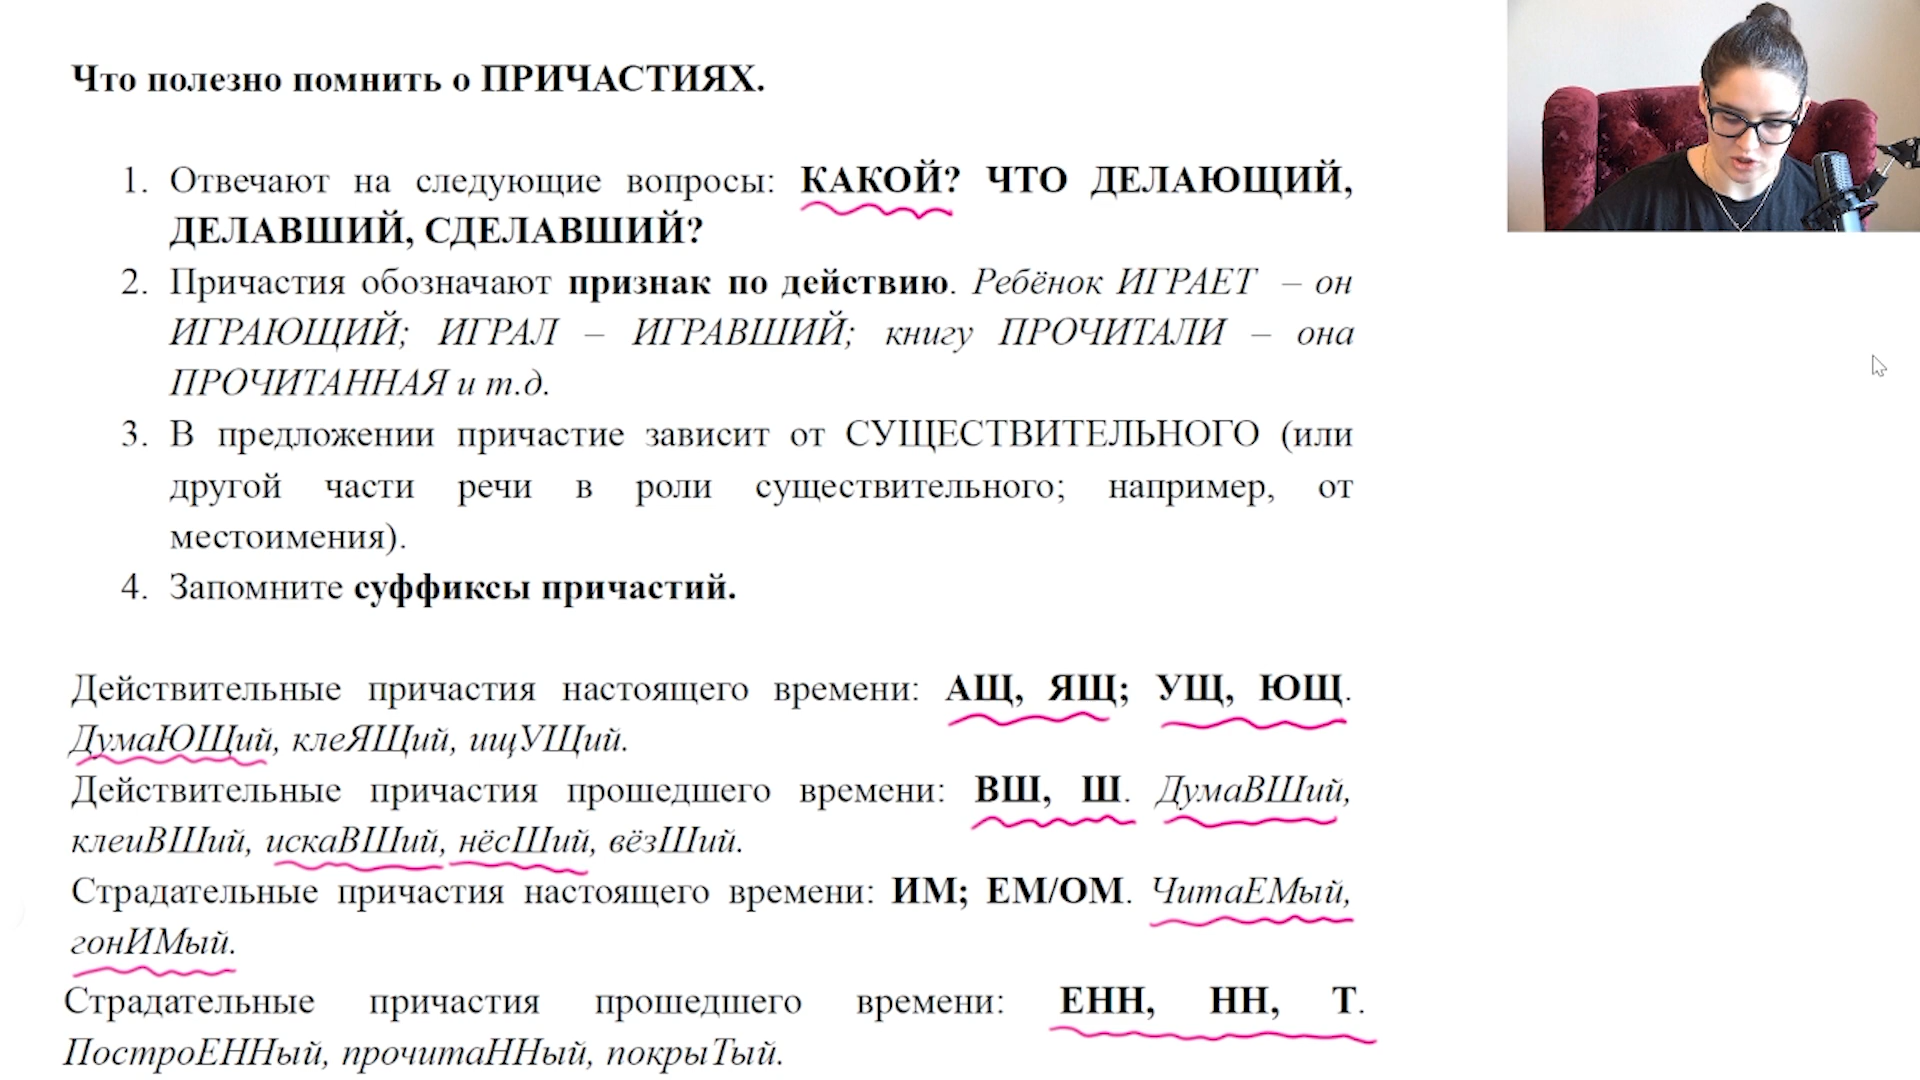 Что полезно помнить о ПРИЧАСТИЯХ.
1. Отвечают на следующие вопросы: КАКОЙ? ЧТО ДЕЛАЮЩИЙ,
ДЕЛАВШИЙ, СДЕЛАВШИЙ?
2. Причастия обозначают признак по действию. Ребёнок ИГРАЕТ – он
ИГРАЮЩИЙ; ИГРАЛ – ИГРАВШИЙ; книгу ПРОЧИТАЛИ – она
ПРОЧИТАННАЯ и т.д.
3. В предложении причастие зависит от СУЩЕСТВИТЕЛЬНОГО (или
другой части речи в роли существительного; например, от
местоимения).
4. Запомните суффиксы причастий.
Действительные причастия настоящего времени: АЩ, ЯЩ; УЩ, ЮЩ.
ДумаЮЩий, клеЯЩий, ищУЩий.
Действительные причастия прошедшего времени: ВШ, Ш. ДумаВШий,
клеиВШий, искаВШий, нёсШий, вёзШий.
Страдательные причастия настоящего времени: ИМ; ЕМ/ОМ. ЧитаЕМый,
гонИМый.
Страдательные причастия прошедшего времени: ЕНН, НН, Т.
ПостроЕННый, прочитаННый, покрыТый.